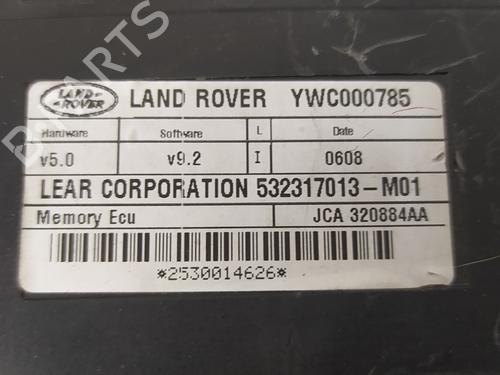 LAND-
-ROVER
LAND ROVER YWC000785
Hardware Software L Date
v5.0 v9.2 I 0608
LEAR CORPORATION 532317013-M01
Memory Ecu JCA 320884AA
*2530014626*
PARTS